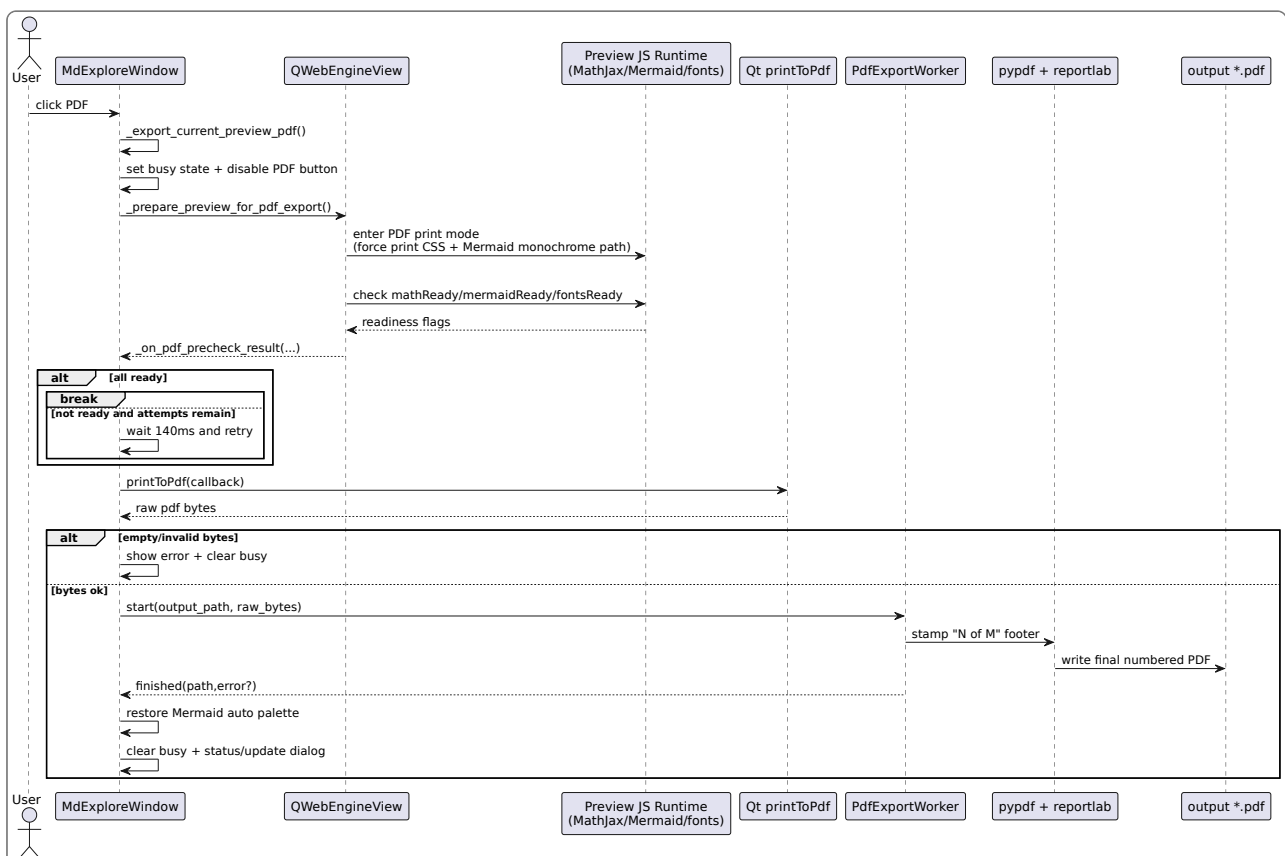 User
MdExploreWindow
QWebEngineView
Preview JS Runtime
(MathJax/Mermaid/fonts)
Qt printToPdf
PdfExportWorker
pypdf + reportlab
output *.pdf
click PDF
_export_current_preview_pdf()
set busy state + disable PDF button
_prepare_preview_for_pdf_export()
enter PDF print mode
(force print CSS + Mermaid monochrome path)
check mathReady/mermaidReady/fontsReady
readiness flags
_on_pdf_precheck_result(...)
alt [all ready]
break
[not ready and attempts remain]
wait 140ms and retry
printToPdf(callback)
raw pdf bytes
alt [empty/invalid bytes]
show error + clear busy
[bytes ok]
start(output_path, raw_bytes)
stamp "N of M" footer
write final numbered PDF
finished(path,error?)
restore Mermaid auto palette
clear busy + status/update dialog
User
MdExploreWindow
QWebEngineView
Preview JS Runtime
(MathJax/Mermaid/fonts)
Qt printToPdf
PdfExportWorker
pypdf + reportlab
output *.pdf